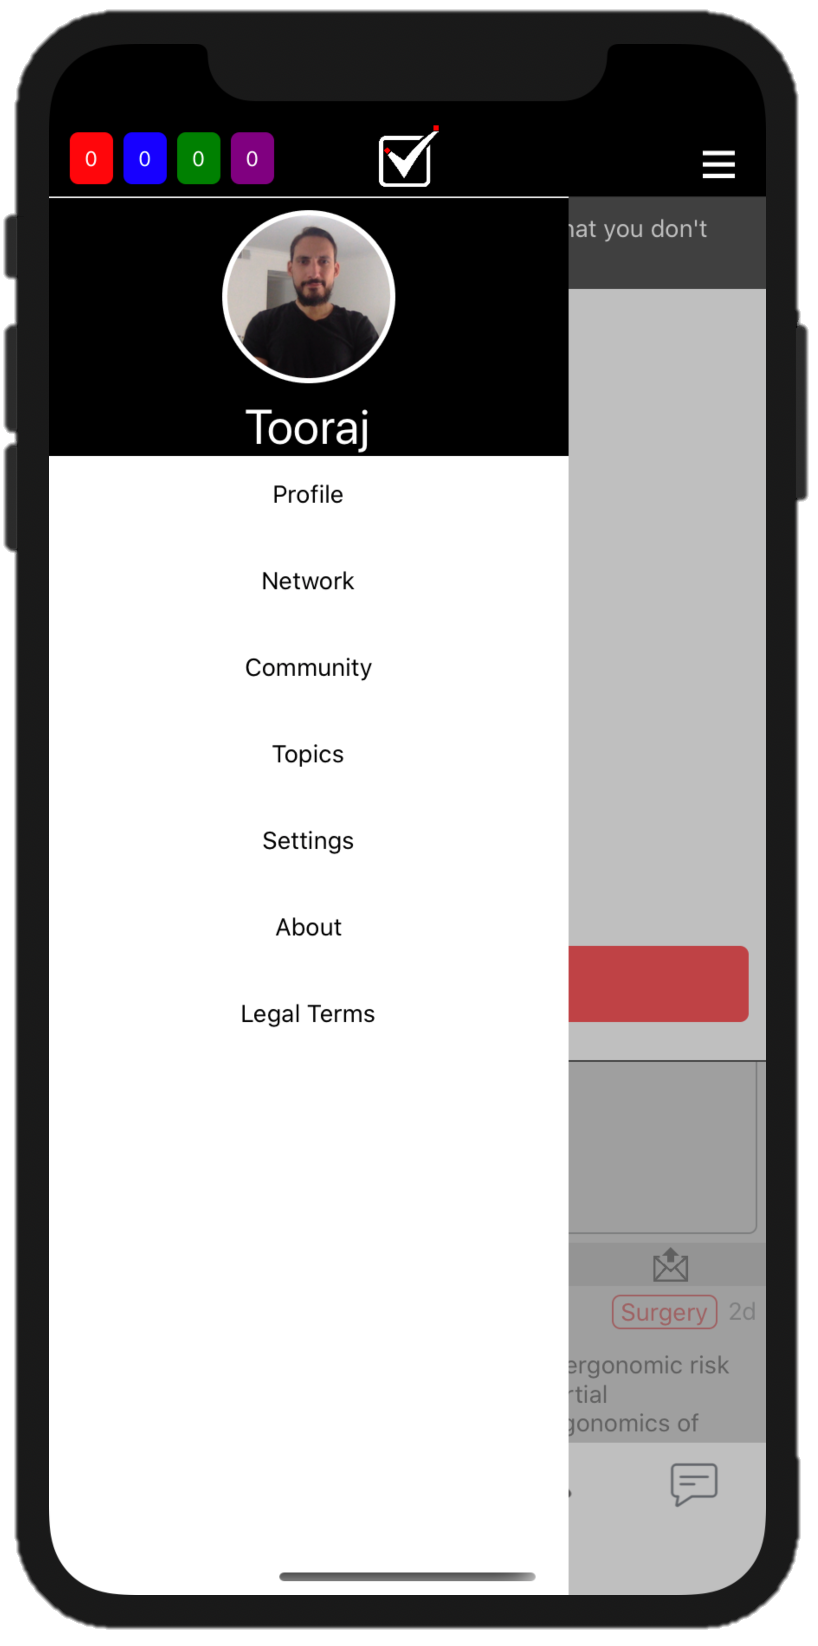 0 0 0 0
hat you don't
Tooraj
Profile
Network
Community
Topics
Settings
About
Legal Terms
Surgery 2d
ergonomic risk
rtial
gonomics of